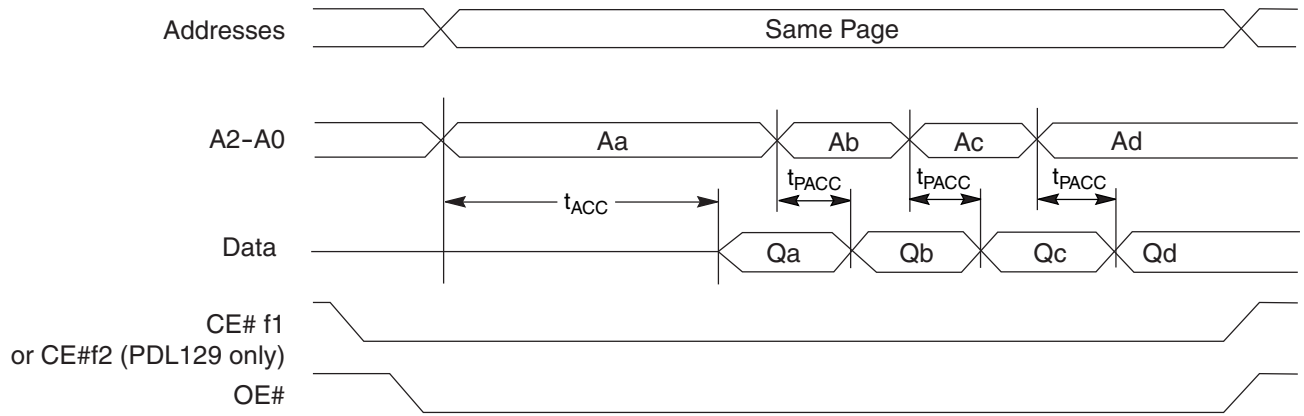 Addresses
Same Page
A2–A0
Aa
Ab
Ac
Ad
tACC
tPACC
tPACC
tPACC
Data
Qa
Qb
Qc
Qd
CE# f1
or CE#f2 (PDL129 only)
OE#